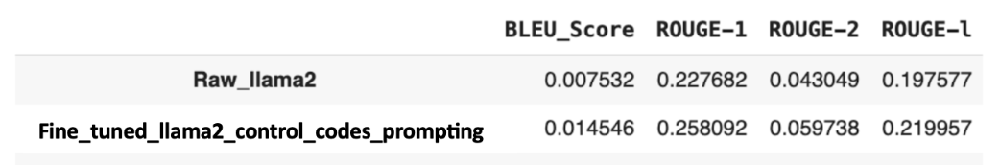 BLEU_Score ROUGE-1 ROUGE-2 ROUGE-l
Raw_llama2 0.007532 0.227682 0.043049 0.197577
Fine_tuned_llama2_control_codes_prompting 0.014546 0.258092 0.059738 0.219957